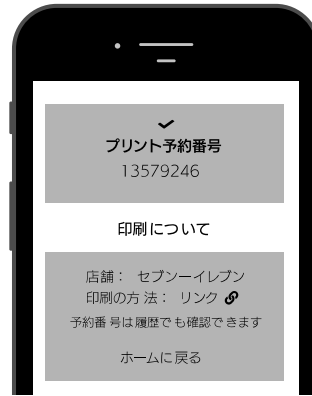 プリント予約番号
13579246
印刷について
店舗： セブンーイレブン
印刷の方法： リンク
予約番号は履歴でも確認できます
ホームに戻る